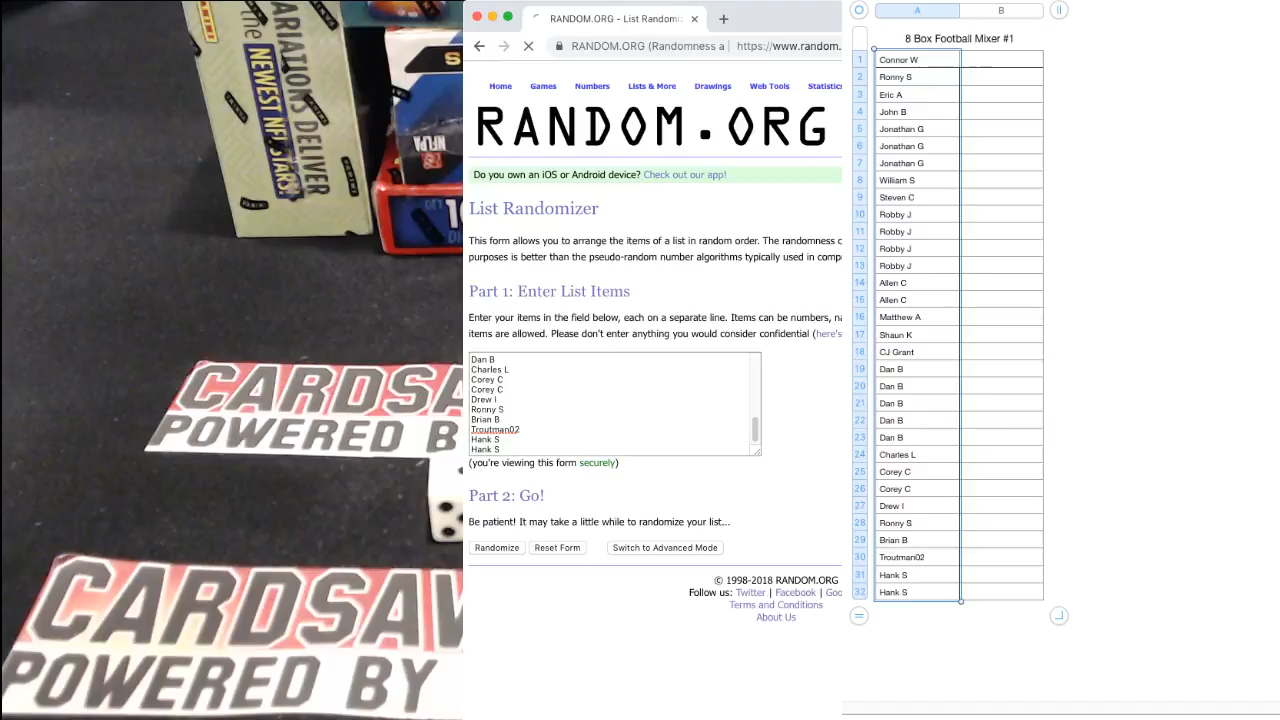 ARIATIONS DELIVER
the NEWEST NFL STARS!
PANINI
NFLPA
CARDSA
POWERED B
CARDSAW
POWERED BY
RANDOM.ORG - List Randomiz
RANDOM.ORG (Randomness a | https://www.random.
Home Games Numbers Lists & More Drawings Web Tools Statistics
RANDOM.ORG
Do you own an iOS or Android device? Check out our app!
List Randomizer
This form allows you to arrange the items of a list in random order. The randomness c
purposes is better than the pseudo-random number algorithms typically used in comp
Part 1: Enter List Items
Enter your items in the field below, each on a separate line. Items can be numbers, na
items are allowed. Please don't enter anything you would consider confidential (here's
Dan B
Charles L
Corey C
Corey C
Drew I
Ronny S
Brian B
Troutman02
Hank S
Hank S
(you're viewing this form securely)
Part 2: Go!
Be patient! It may take a little while to randomize your list...
Randomize Reset Form Switch to Advanced Mode
© 1998-2018 RANDOM.ORG
Follow us: Twitter | Facebook | Goo
Terms and Conditions
About Us
A B
8 Box Football Mixer #1
1 Connor W
2 Ronny S
3 Eric A
4 John B
5 Jonathan G
6 Jonathan G
7 Jonathan G
8 William S
9 Steven C
10 Robby J
11 Robby J
12 Robby J
13 Robby J
14 Allen C
15 Allen C
16 Matthew A
17 Shaun K
18 CJ Grant
19 Dan B
20 Dan B
21 Dan B
22 Dan B
23 Dan B
24 Charles L
25 Corey C
26 Corey C
27 Drew I
28 Ronny S
29 Brian B
30 Troutman02
31 Hank S
32 Hank S